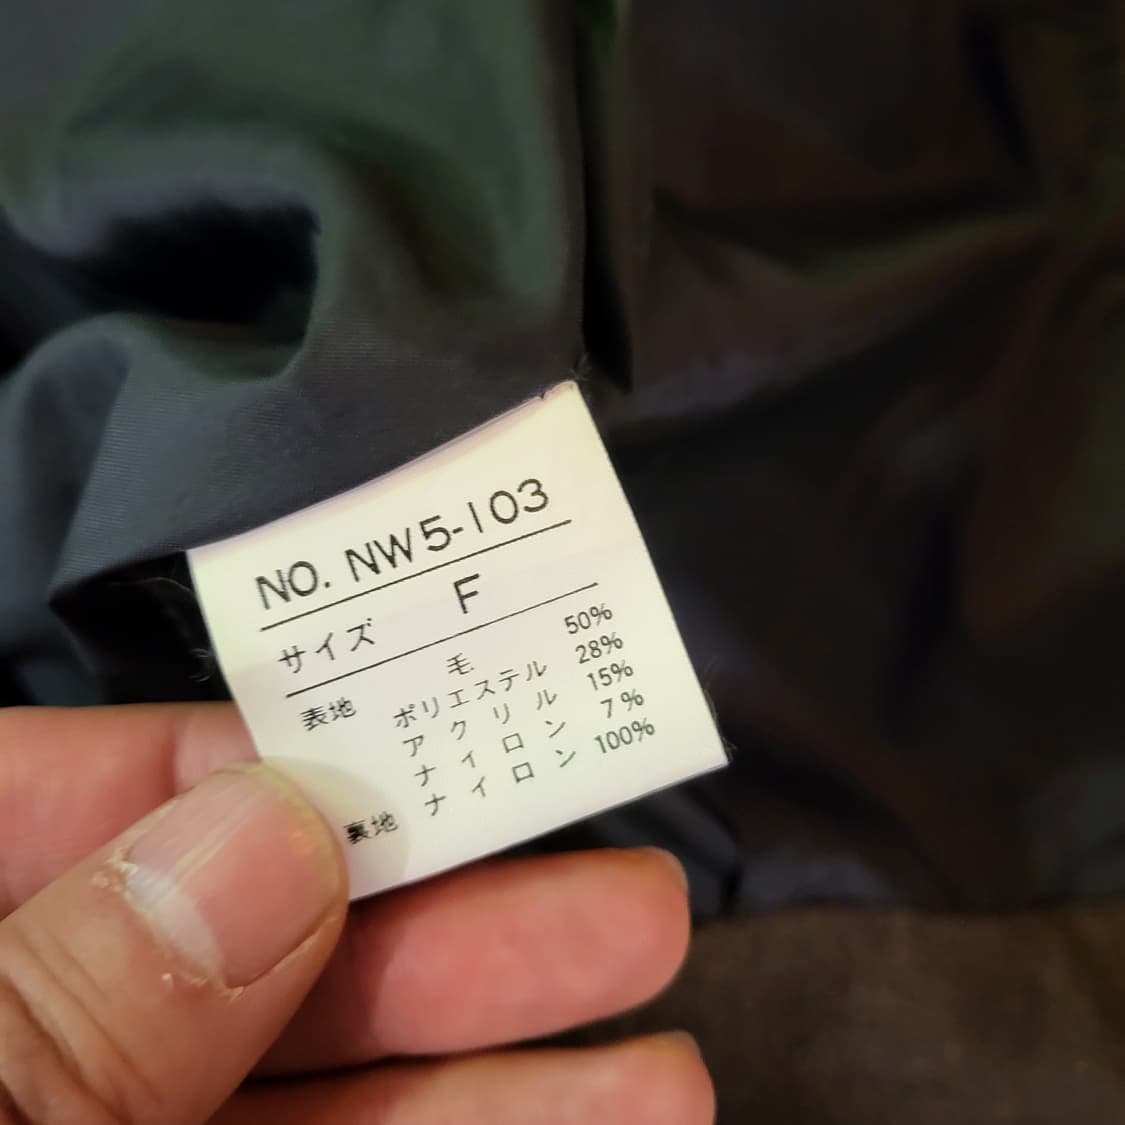 NO. NW5-103
サイズ F
表地 毛 50%
ポリエステル 28%
アクリル 15%
ナイロン 7%
裏地 ナイロン 100%